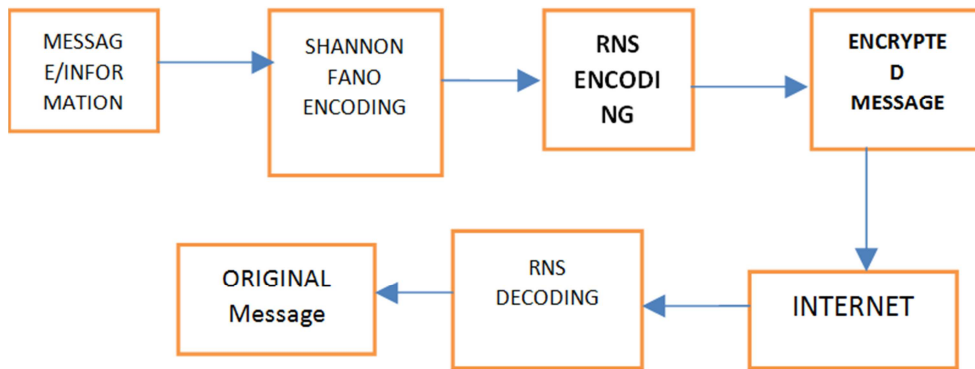 MESSAG
E/INFOR
MATION
SHANNON
FANO
ENCODING
RNS
ENCODI
NG
ENCRYPTE
D
MESSAGE
ORIGINAL
Message
RNS
DECODING
INTERNET